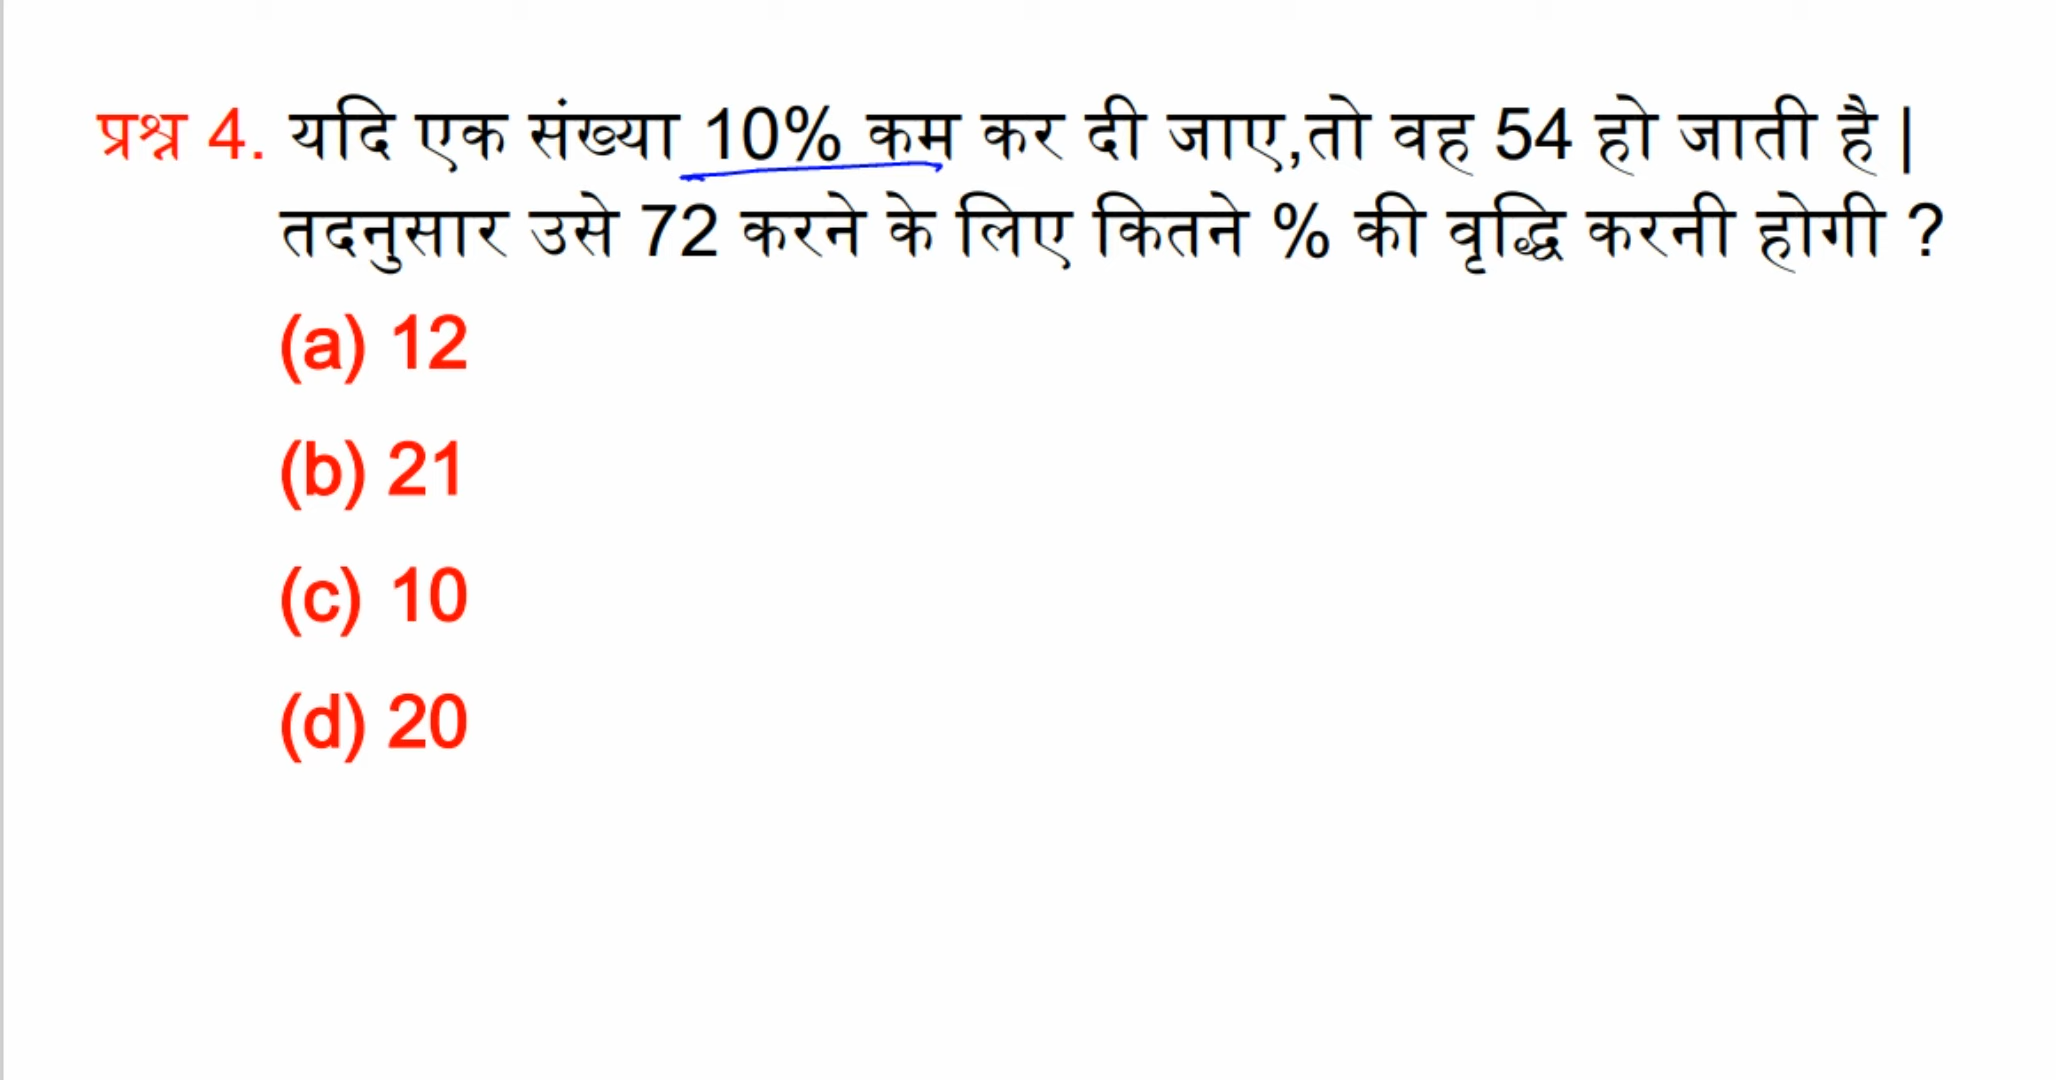 प्रश्न 4. यदि एक संख्या 10% कम कर दी जाए,तो वह 54 हो जाती है |
तदनुसार उसे 72 करने के लिए कितने % की वृद्धि करनी होगी ?
(a) 12
(b) 21
(c) 10
(d) 20